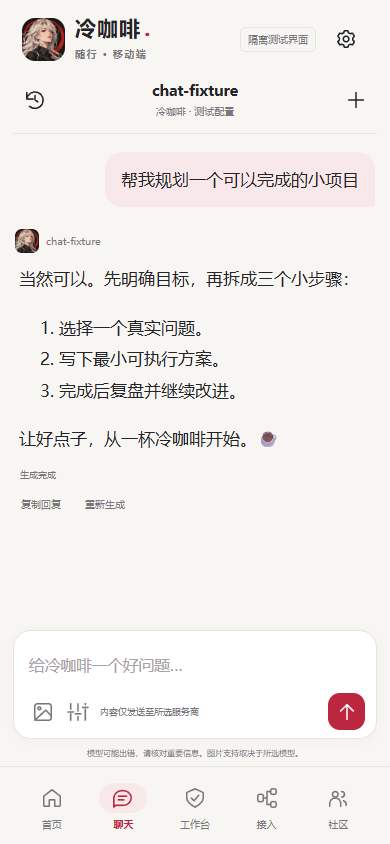 冷咖啡.
随行·移动端
隔离测试界面
chat-fixture
冷咖啡·测试配置
帮我规划一个可以完成的小项目
chat-fixture
当然可以。先明确目标，再拆成三个小步骤：
1. 选择一个真实问题。
2. 写下最小可执行方案。
3. 完成后复盘并继续改进。
让好点子，从一杯冷咖啡开始。
生成完成
复制回复 重新生成
给冷咖啡一个好问题...
内容仅发送至所选服务商
模型可能出错，请核对重要信息。图片支持取决于所选模型。
首页 聊天 工作台 接入 社区